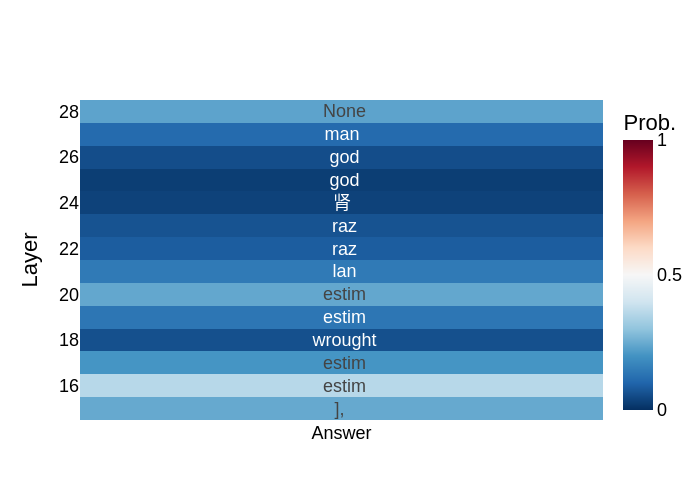 Prob.
28 None 1
man
26 god
god
24 肾
raz
22 raz 0.5
lan
20 estim
estim
18 wrought
estim
16 estim
], 0
Answer
Layer